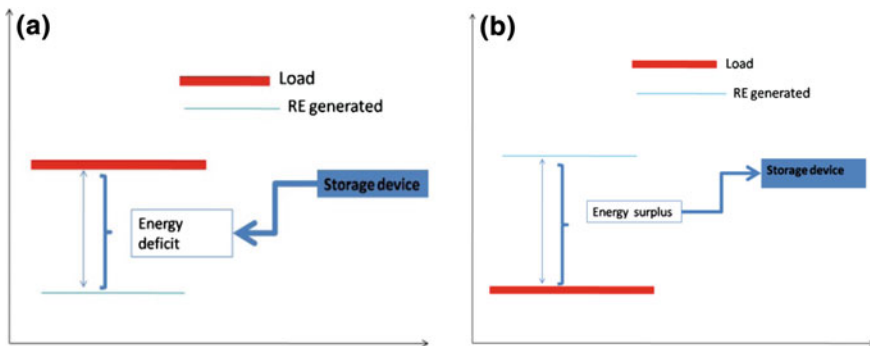 (a)
Load
RE generated
Storage device
Energy
deficit
(b)
Load
RE generated
Storage device
Energy surplus